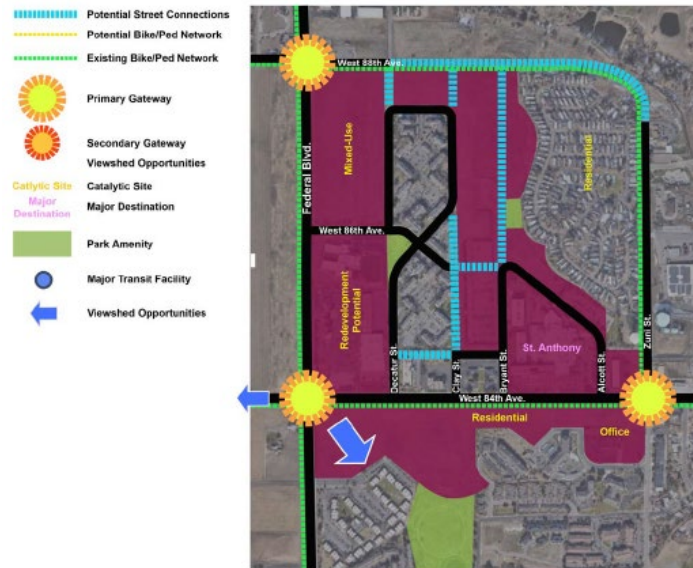 Potential Street Connections
Potential Bike/Ped Network
Existing Bike/Ped Network
Primary Gateway
Secondary Gateway
Viewshed Opportunities
Catlytic Site
Catalytic Site
Major
Destination
Major Destination
Park Amenity
Major Transit Facility
Viewshed Opportunities
West 88th Ave.
Federal Blvd.
Mixed-Use
Residential
West 86th Ave.
Redevelopment
Potential
Decatur St.
Clay St.
Bryant St.
St. Anthony
Alcott St.
Zuni St.
West 84th Ave.
Residential
Office